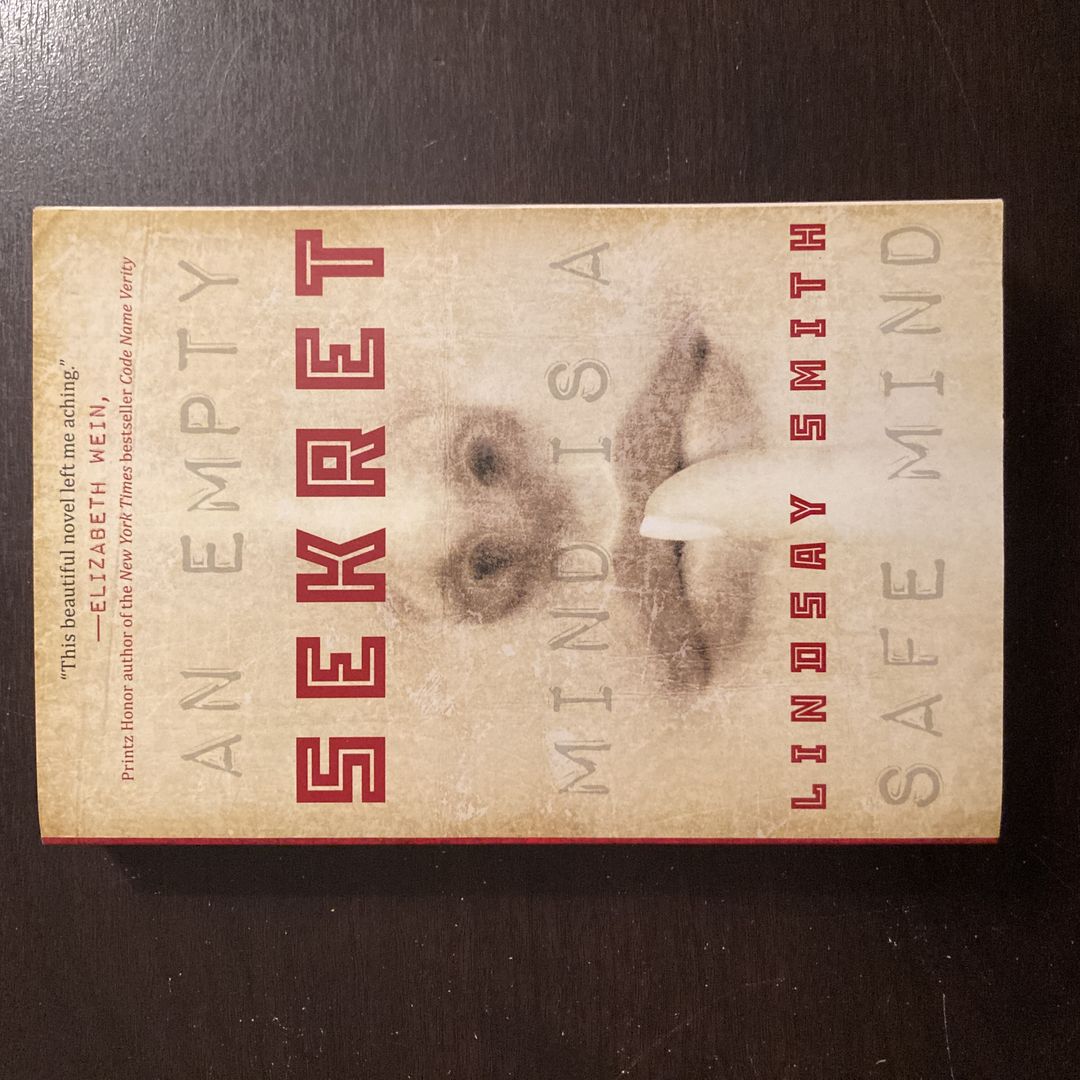 “This beautiful novel left me aching.”
—ELIZABETH WEIN,
Printz Honor author of the New York Times bestseller Code Name Verity
AN EMPTY
SEKRET
MIND IS A
LINDSAY SMITH
SAFE MIND